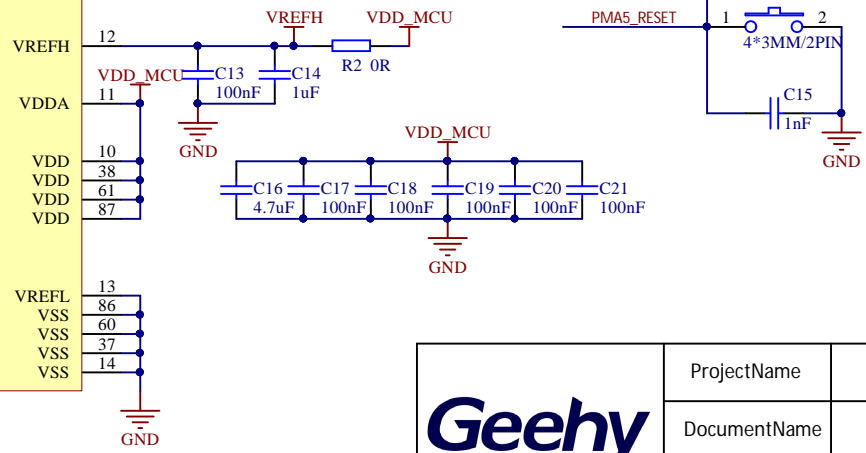 VREFH VDD_MCU
PMA5_RESET 1 2
4*3MM/2PIN
VREFH 12
R2 0R
VDD_MCU C13 C14
100nF 1uF
VDDA 11
C15
1nF
GND
GND
VDD_MCU
VDD 10
VDD 38
VDD 61
VDD 87
C16 C17 C18 C19 C20 C21
4.7uF 100nF 100nF 100nF 100nF 100nF
GND
VREFL 13
VSS 86
VSS 60
VSS 37
VSS 14
GND
ProjectName
Geehy
DocumentName